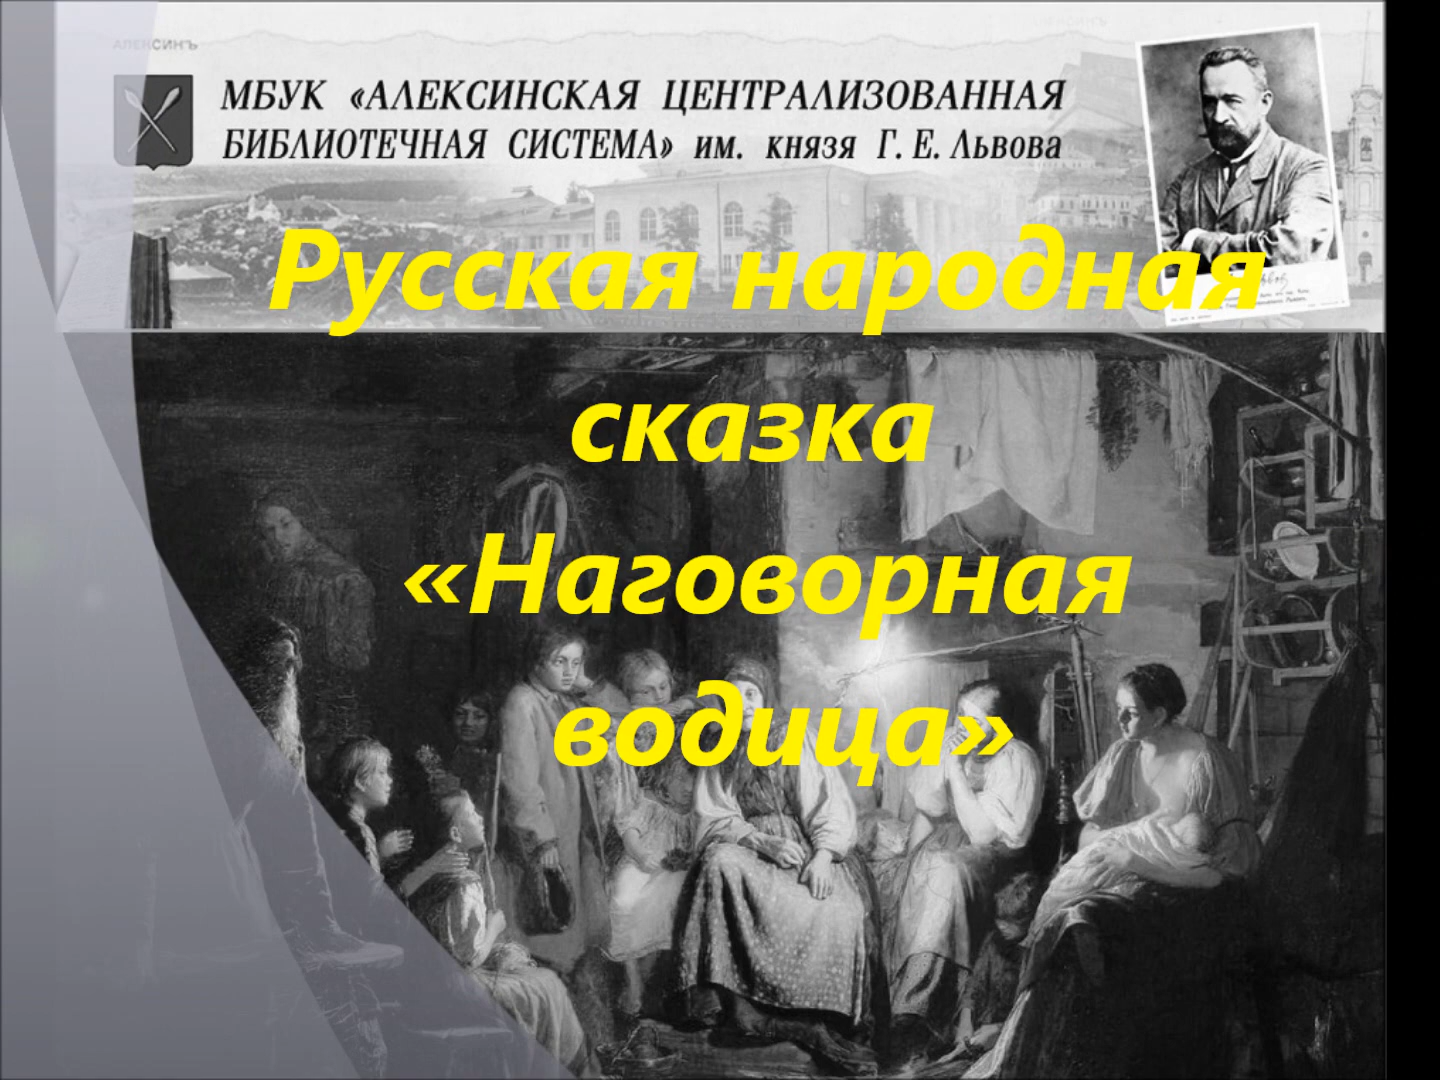 АЛЕКСИНЪ
МБУК «АЛЕКСИНСКАЯ ЦЕНТРАЛИЗОВАННАЯ
БИБЛИОТЕЧНАЯ СИСТЕМА» им. князя Г. Е. Львова
Русская народная
сказка
«Наговорная
водица»